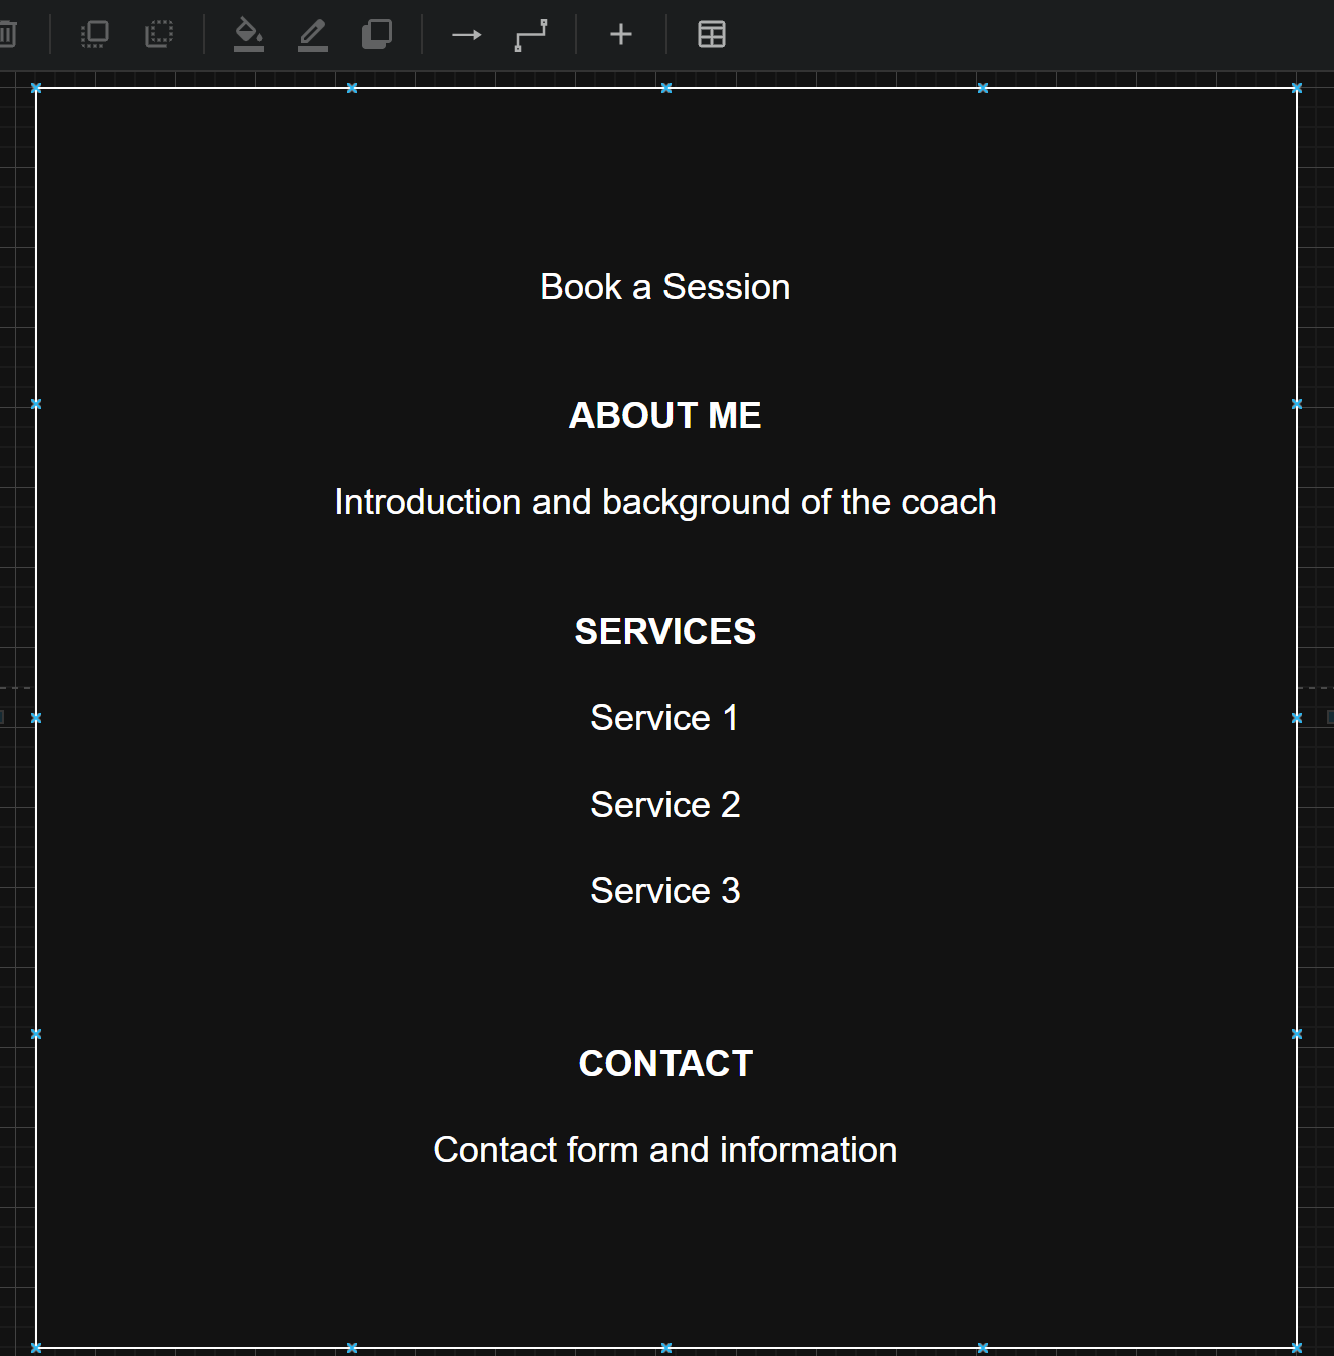 Book a Session
ABOUT ME
Introduction and background of the coach
SERVICES
Service 1
Service 2
Service 3
CONTACT
Contact form and information